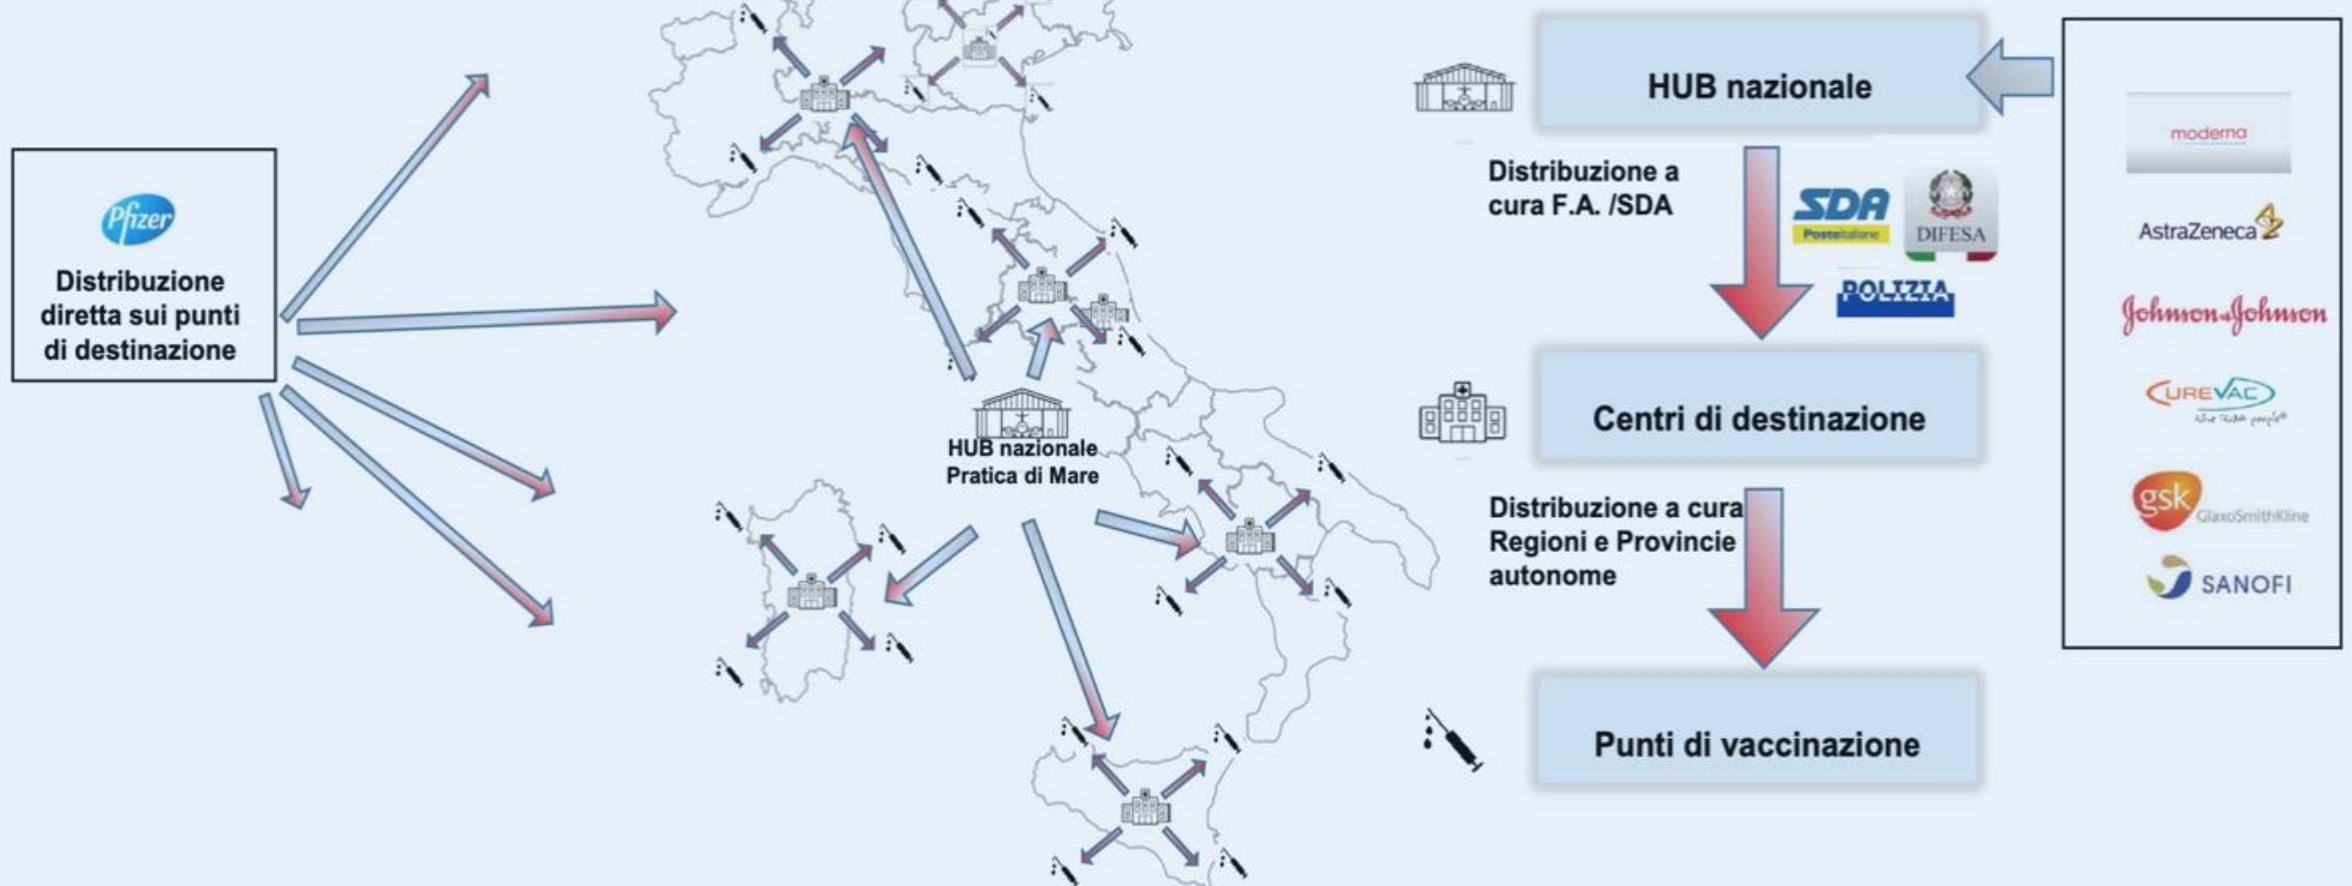 Pfizer
Distribuzione
diretta sui punti
di destinazione
HUB nazionale
Pratica di Mare
HUB nazionale
Distribuzione a
cura F.A. /SDA
SDA
Posteitaliane
DIFESA
POLIZIA
Centri di destinazione
Distribuzione a cura
Regioni e Provincie
autonome
Punti di vaccinazione
moderna
AstraZeneca
Johnson&Johnson
CUREVAC
gsk
GlaxoSmithKline
SANOFI